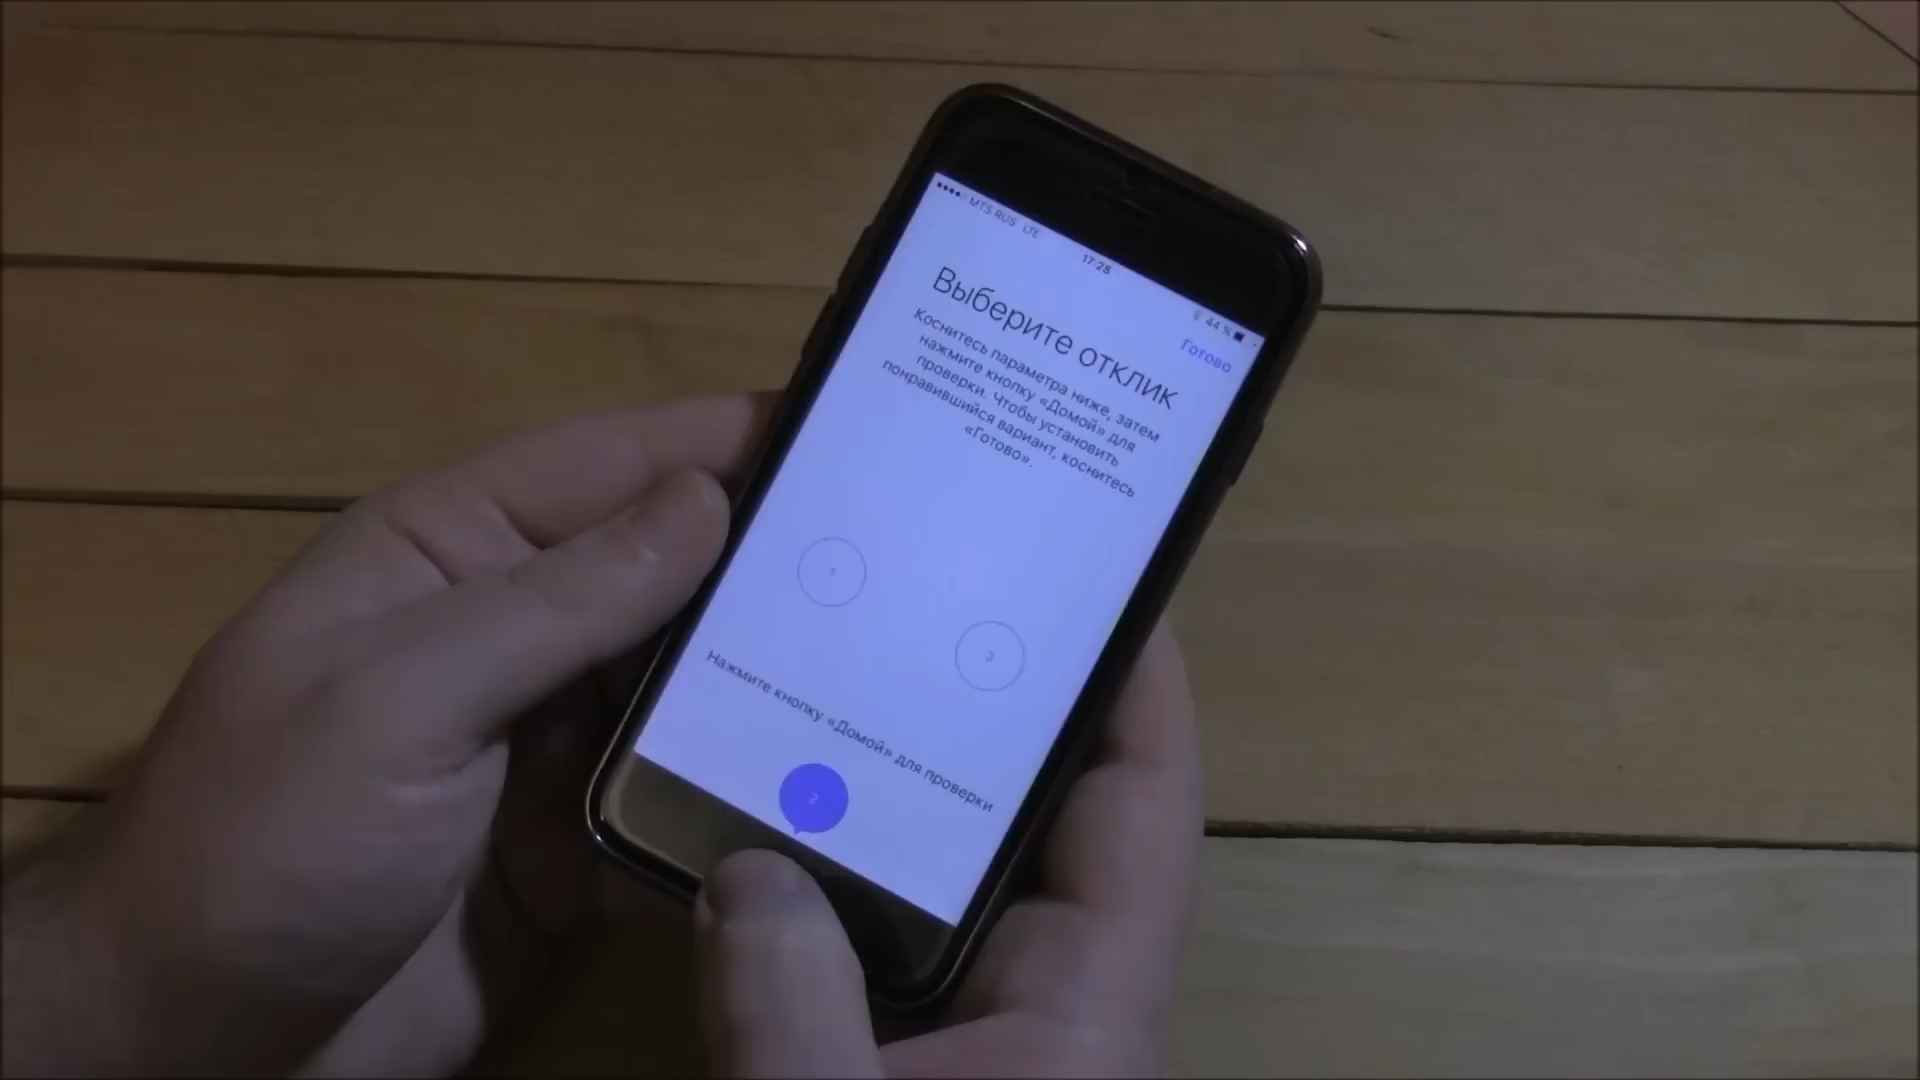 MTS RUS LTE
17:28
44 %
Готово
Выберите отклик
Коснитесь параметра ниже, затем
нажмите кнопку «Домой» для
проверки. Чтобы установить
понравившийся вариант, коснитесь
«Готово».
1
3
Нажмите кнопку «Домой» для проверки
2